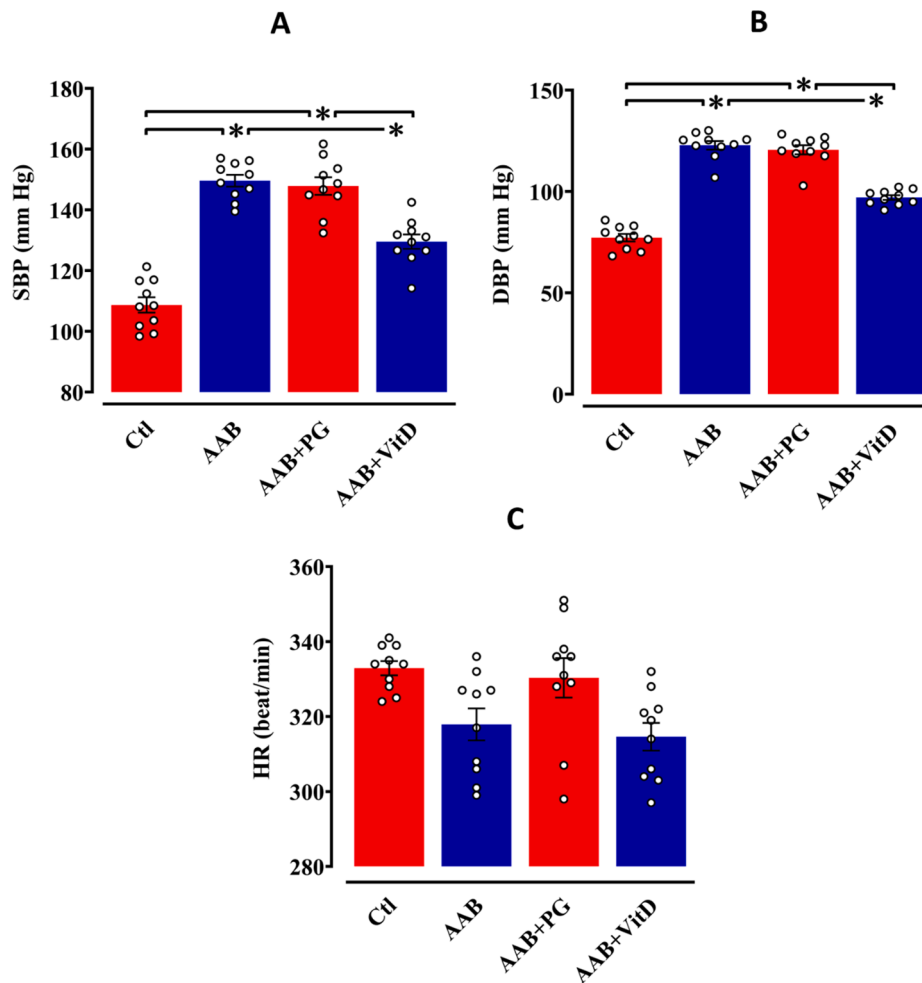 A
SBP (mm Hg)
180
160
140
120
100
80
*
*
*
Ctl
AAB
AAB+PG
AAB+VitD
B
DBP (mm Hg)
150
100
50
0
*
*
*
Ctl
AAB
AAB+PG
AAB+VitD
C
HR (beat/min)
360
340
320
300
280
Ctl
AAB
AAB+PG
AAB+VitD